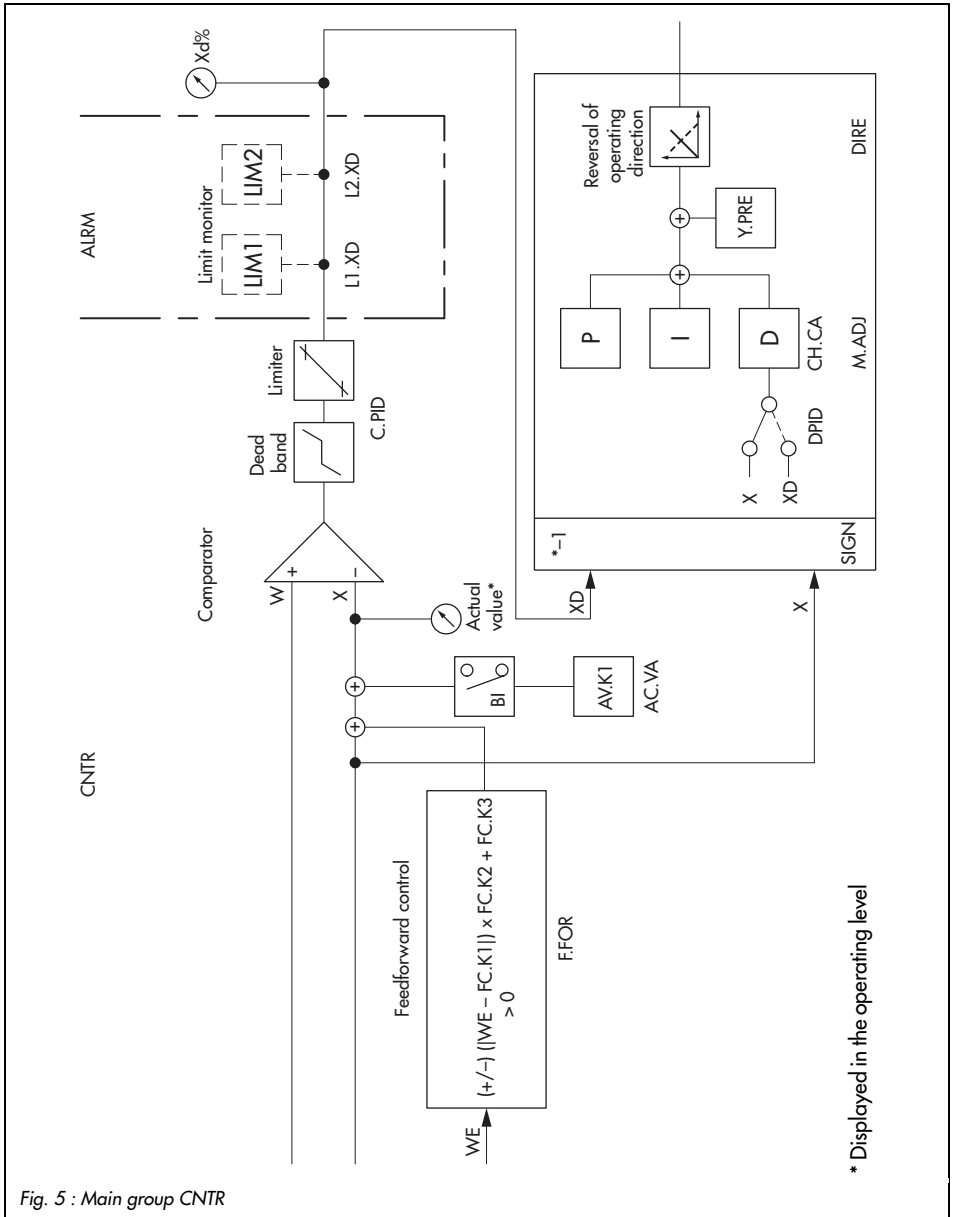 CNTR
ALRM
Comparator
W
+
X
–
Dead
band
Limiter
C.PID
Limit monitor
LIM1
LIM2
L1.XD
L2.XD
Xd%
Feedforward control
(+/–) (|WE – FC.K1|) x FC.K2 + FC.K3
> 0
F.FOR
WE
BI
AV.K1
AC.VA
Actual
value*
XD
X
*–1
SIGN
X
XD
DPID
P
I
D
CH.CA
M.ADJ
Y.PRE
Reversal of
operating
direction
DIRE
* Displayed in the operating level
Fig. 5 : Main group CNTR